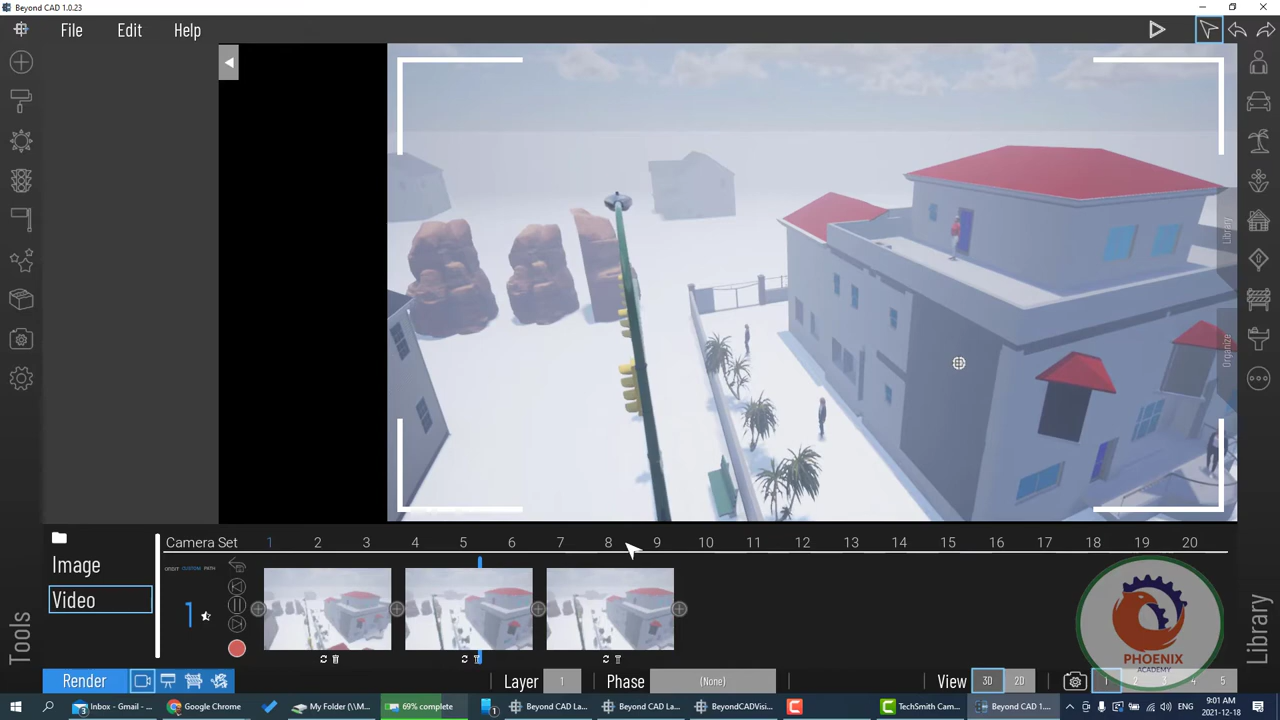 Beyond CAD 1.0.23
File Edit Help
Library
Organize
Camera Set 1 2 3 4 5 6 7 8 9 10 11 12 13 14 15 16 17 18 19 20
Image
Video
ORBIT CUSTOM PATH
1
Tools
Library
PHOENIX
ACADEMY
Render Layer 1 Phase (None) View 3D 2D 1 2 3 4 5
Inbox - Gmail - ... Google Chrome My Folder (\\M... 69% complete Beyond CAD La... Beyond CAD La... BeyondCADVisi... TechSmith Cam... Beyond CAD 1.... ENG 9:01 AM
2021-12-18